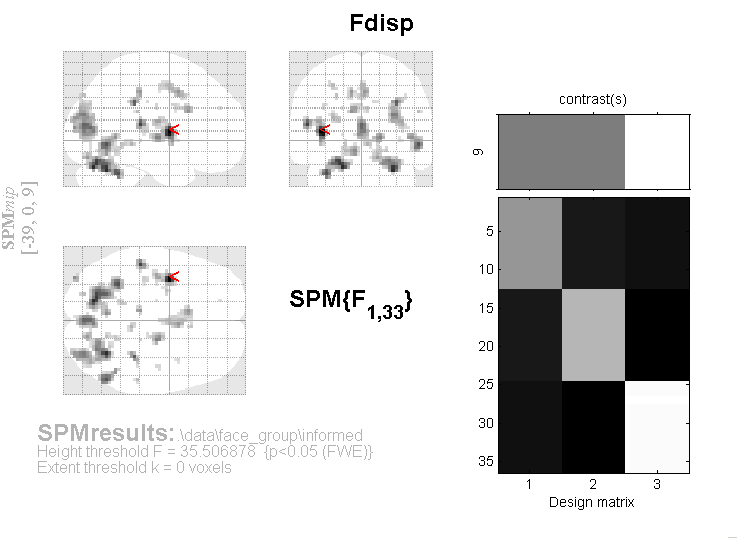 Fdisp
SPMmip
[-39, 0, 9]
<
<
<
SPM{F1,33}
contrast(s)
9
5
10
15
20
25
30
35
1 2 3
Design matrix
SPMresults: .\data\face_group\informed
Height threshold F = 35.506878 {p<0.05 (FWE)}
Extent threshold k = 0 voxels